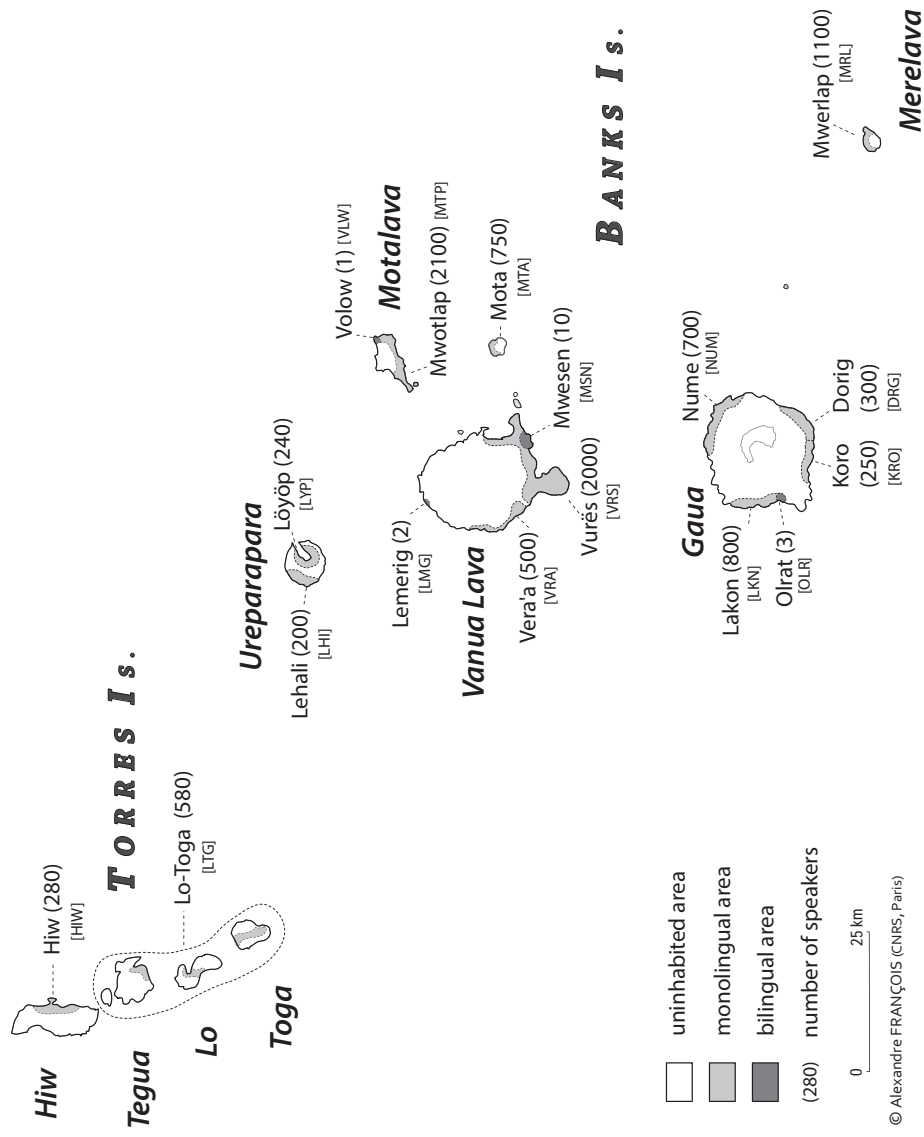 Hiw
Hiw (280)
[HIW]
TORRES Is.
Tegua
Lo
Toga
Lo-Toga (580)
[LTG]
Ureparapara
Lehali (200)
[LHI]
Löyöp (240)
[LYP]
Volow (1) [VLW]
Motalava
Mwotlap (2100) [MTP]
Lemerig (2)
[LMG]
Mota (750)
[MTA]
Vanua Lava
Vera'a (500)
[VRA]
Vurës (2000)
[VRS]
Mwesen (10)
[MSN]
BANKS Is.
Gaua
Nume (700)
[NUM]
Lakon (800)
[LKN]
Olrat (3)
[OLR]
Koro
(250)
[KRO]
Dorig
(300)
[DRG]
Mwerlap (1100)
[MRL]
Merelava
uninhabited area
monolingual area
bilingual area
(280) number of speakers
0 25 km
© Alexandre FRANÇOIS (CNRS, Paris)